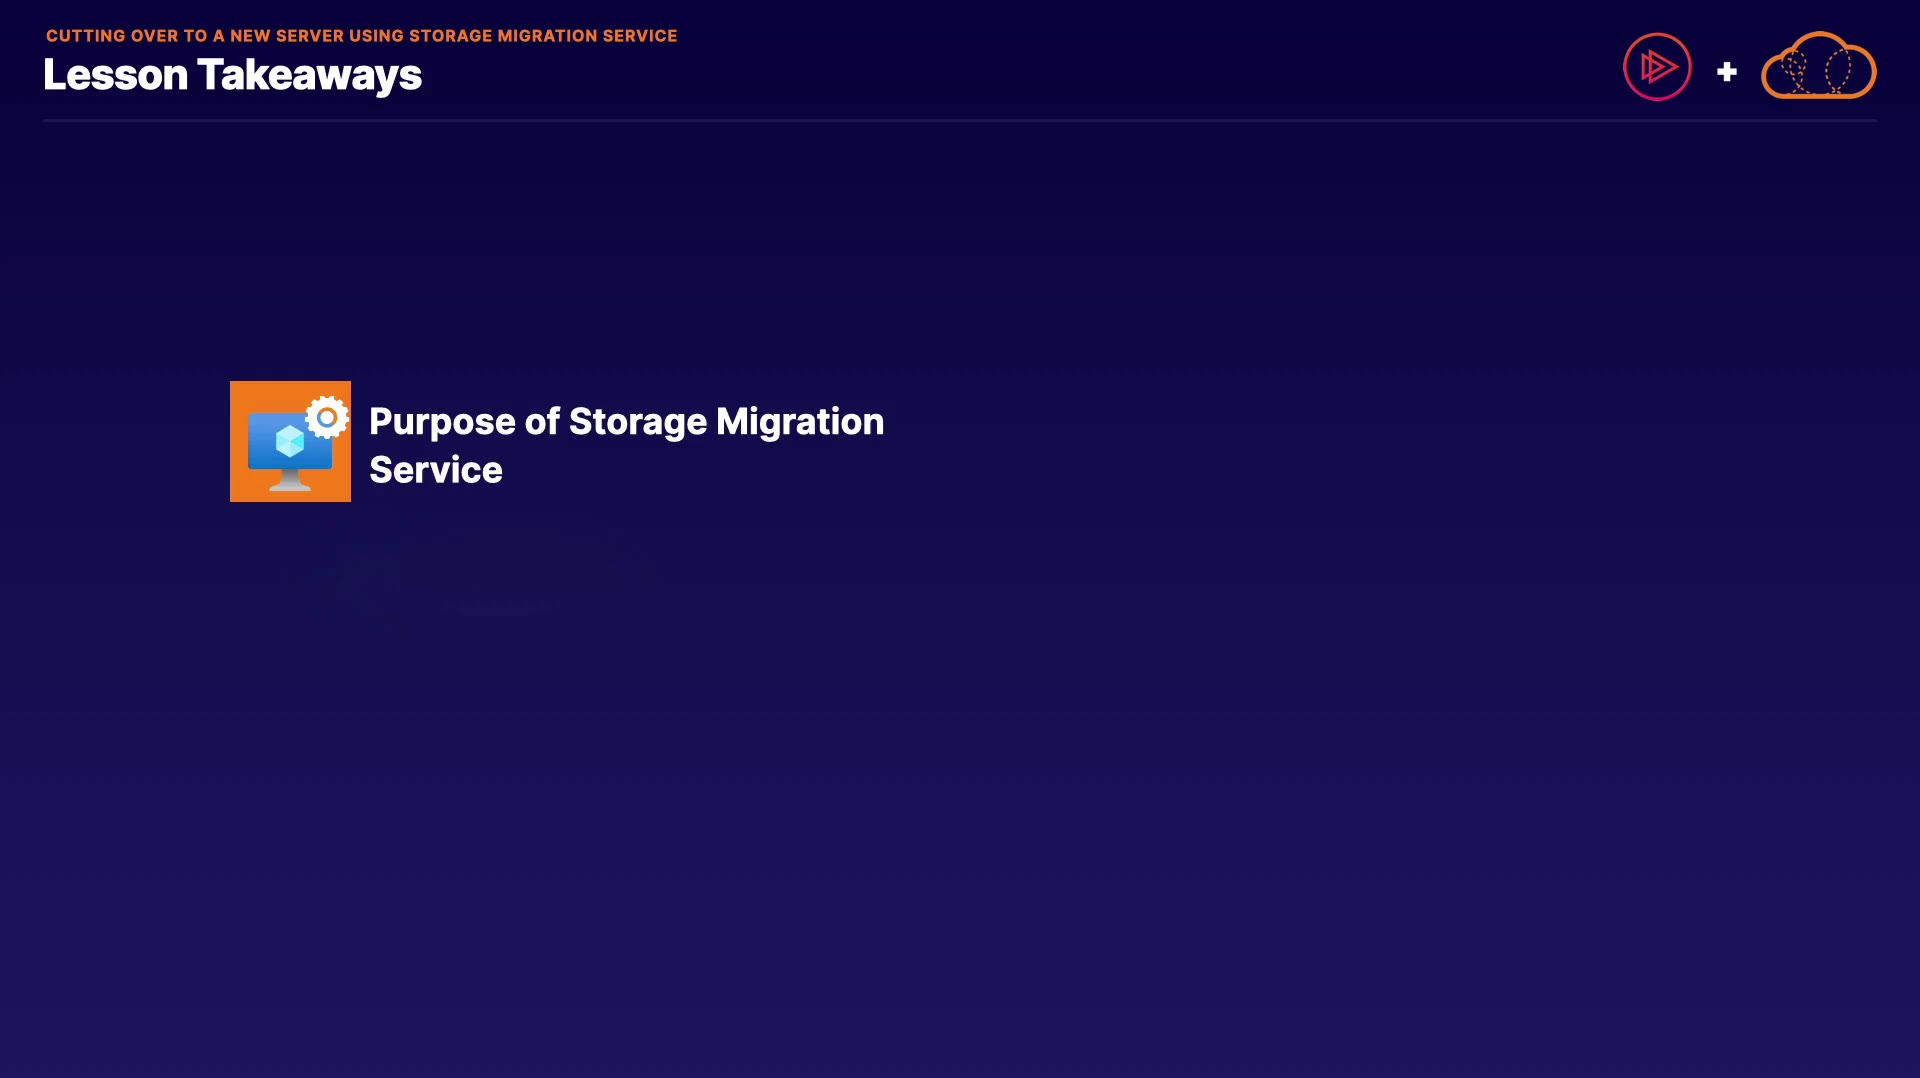 CUTTING OVER TO A NEW SERVER USING STORAGE MIGRATION SERVICE
Lesson Takeaways
Purpose of Storage Migration
Service